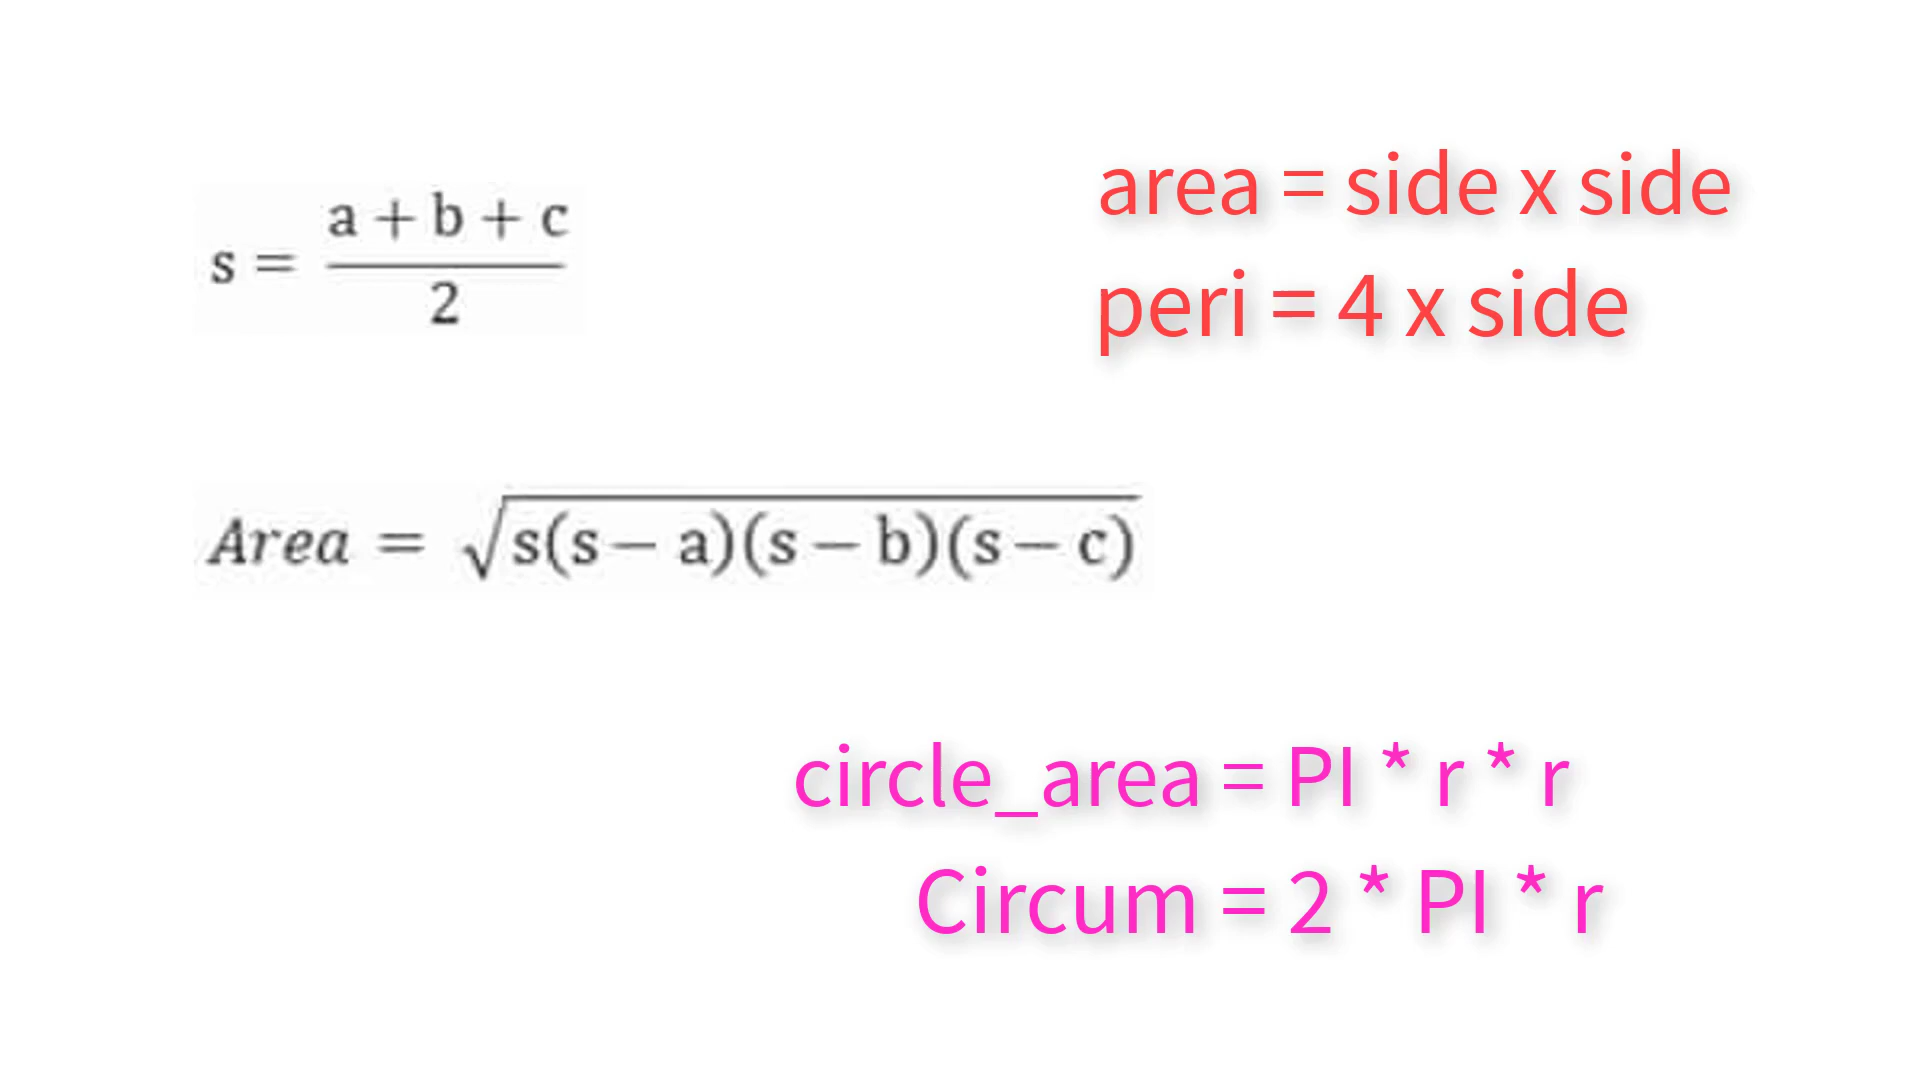 s = a + b + c / 2
area = side x side
peri = 4 x side
Area = √s(s – a)(s – b)(s – c)
circle_area = PI * r * r
Circum = 2 * PI * r